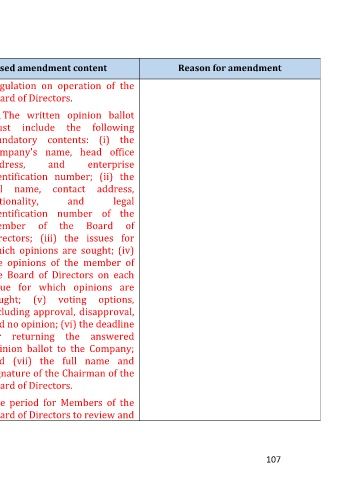 sed amendment content Reason for amendment
gulation on operation of the
ard of Directors.
. The written opinion ballot
ust include the following
andatory contents: (i) the
mpany's name, head office
dress, and enterprise
entification number; (ii) the
ll name, contact address,
tionality, and legal
entification number of the
ember of the Board of
rectors; (iii) the issues for
hich opinions are sought; (iv)
e opinions of the member of
e Board of Directors on each
sue for which opinions are
ught; (v) voting options,
cluding approval, disapproval,
d no opinion; (vi) the deadline
r returning the answered
inion ballot to the Company;
d (vii) the full name and
gnature of the Chairman of the
ard of Directors.
e period for Members of the
ard of Directors to review and
107